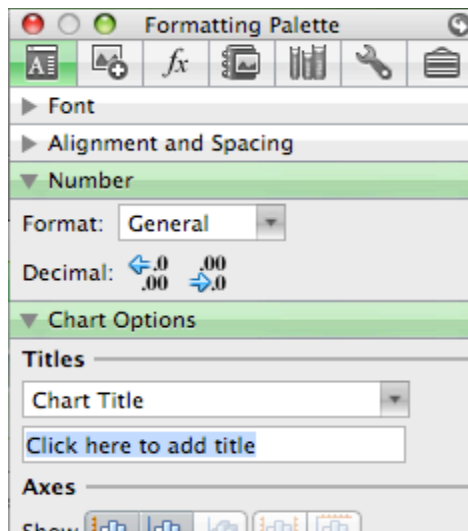 Formatting Palette
A
fx
Font
Alignment and Spacing
Number
Format: General
Decimal: .0 .00 .00 .0
Chart Options
Titles
Chart Title
Click here to add title
Axes
Show